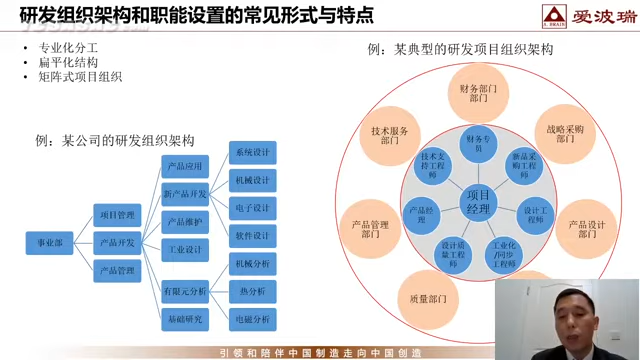 研发组织架构和职能设置的常见形式与特点
A BRAIN
爱波瑞
• 专业化分工
• 扁平化结构
• 矩阵式项目组织
例：某公司的研发组织架构
事业部
项目管理
产品开发
产品管理
产品应用
新产品开发
产品维护
工业设计
有限元分析
基础研究
系统设计
机械设计
电子设计
软件设计
机械分析
热分析
电磁分析
例：某典型的研发项目组织架构
财务部门
部门
战略采购
部门
产品设计
部门
质量部门
产品管理
部门
技术服务
部门
财务专
员
新品采
购工程
师
设计工
程师
工业化
/同步
工程师
设计质
量工程
师
产品经
理
技术支
持工程
师
项目
经理
引领和陪伴中国制造走向中国创造